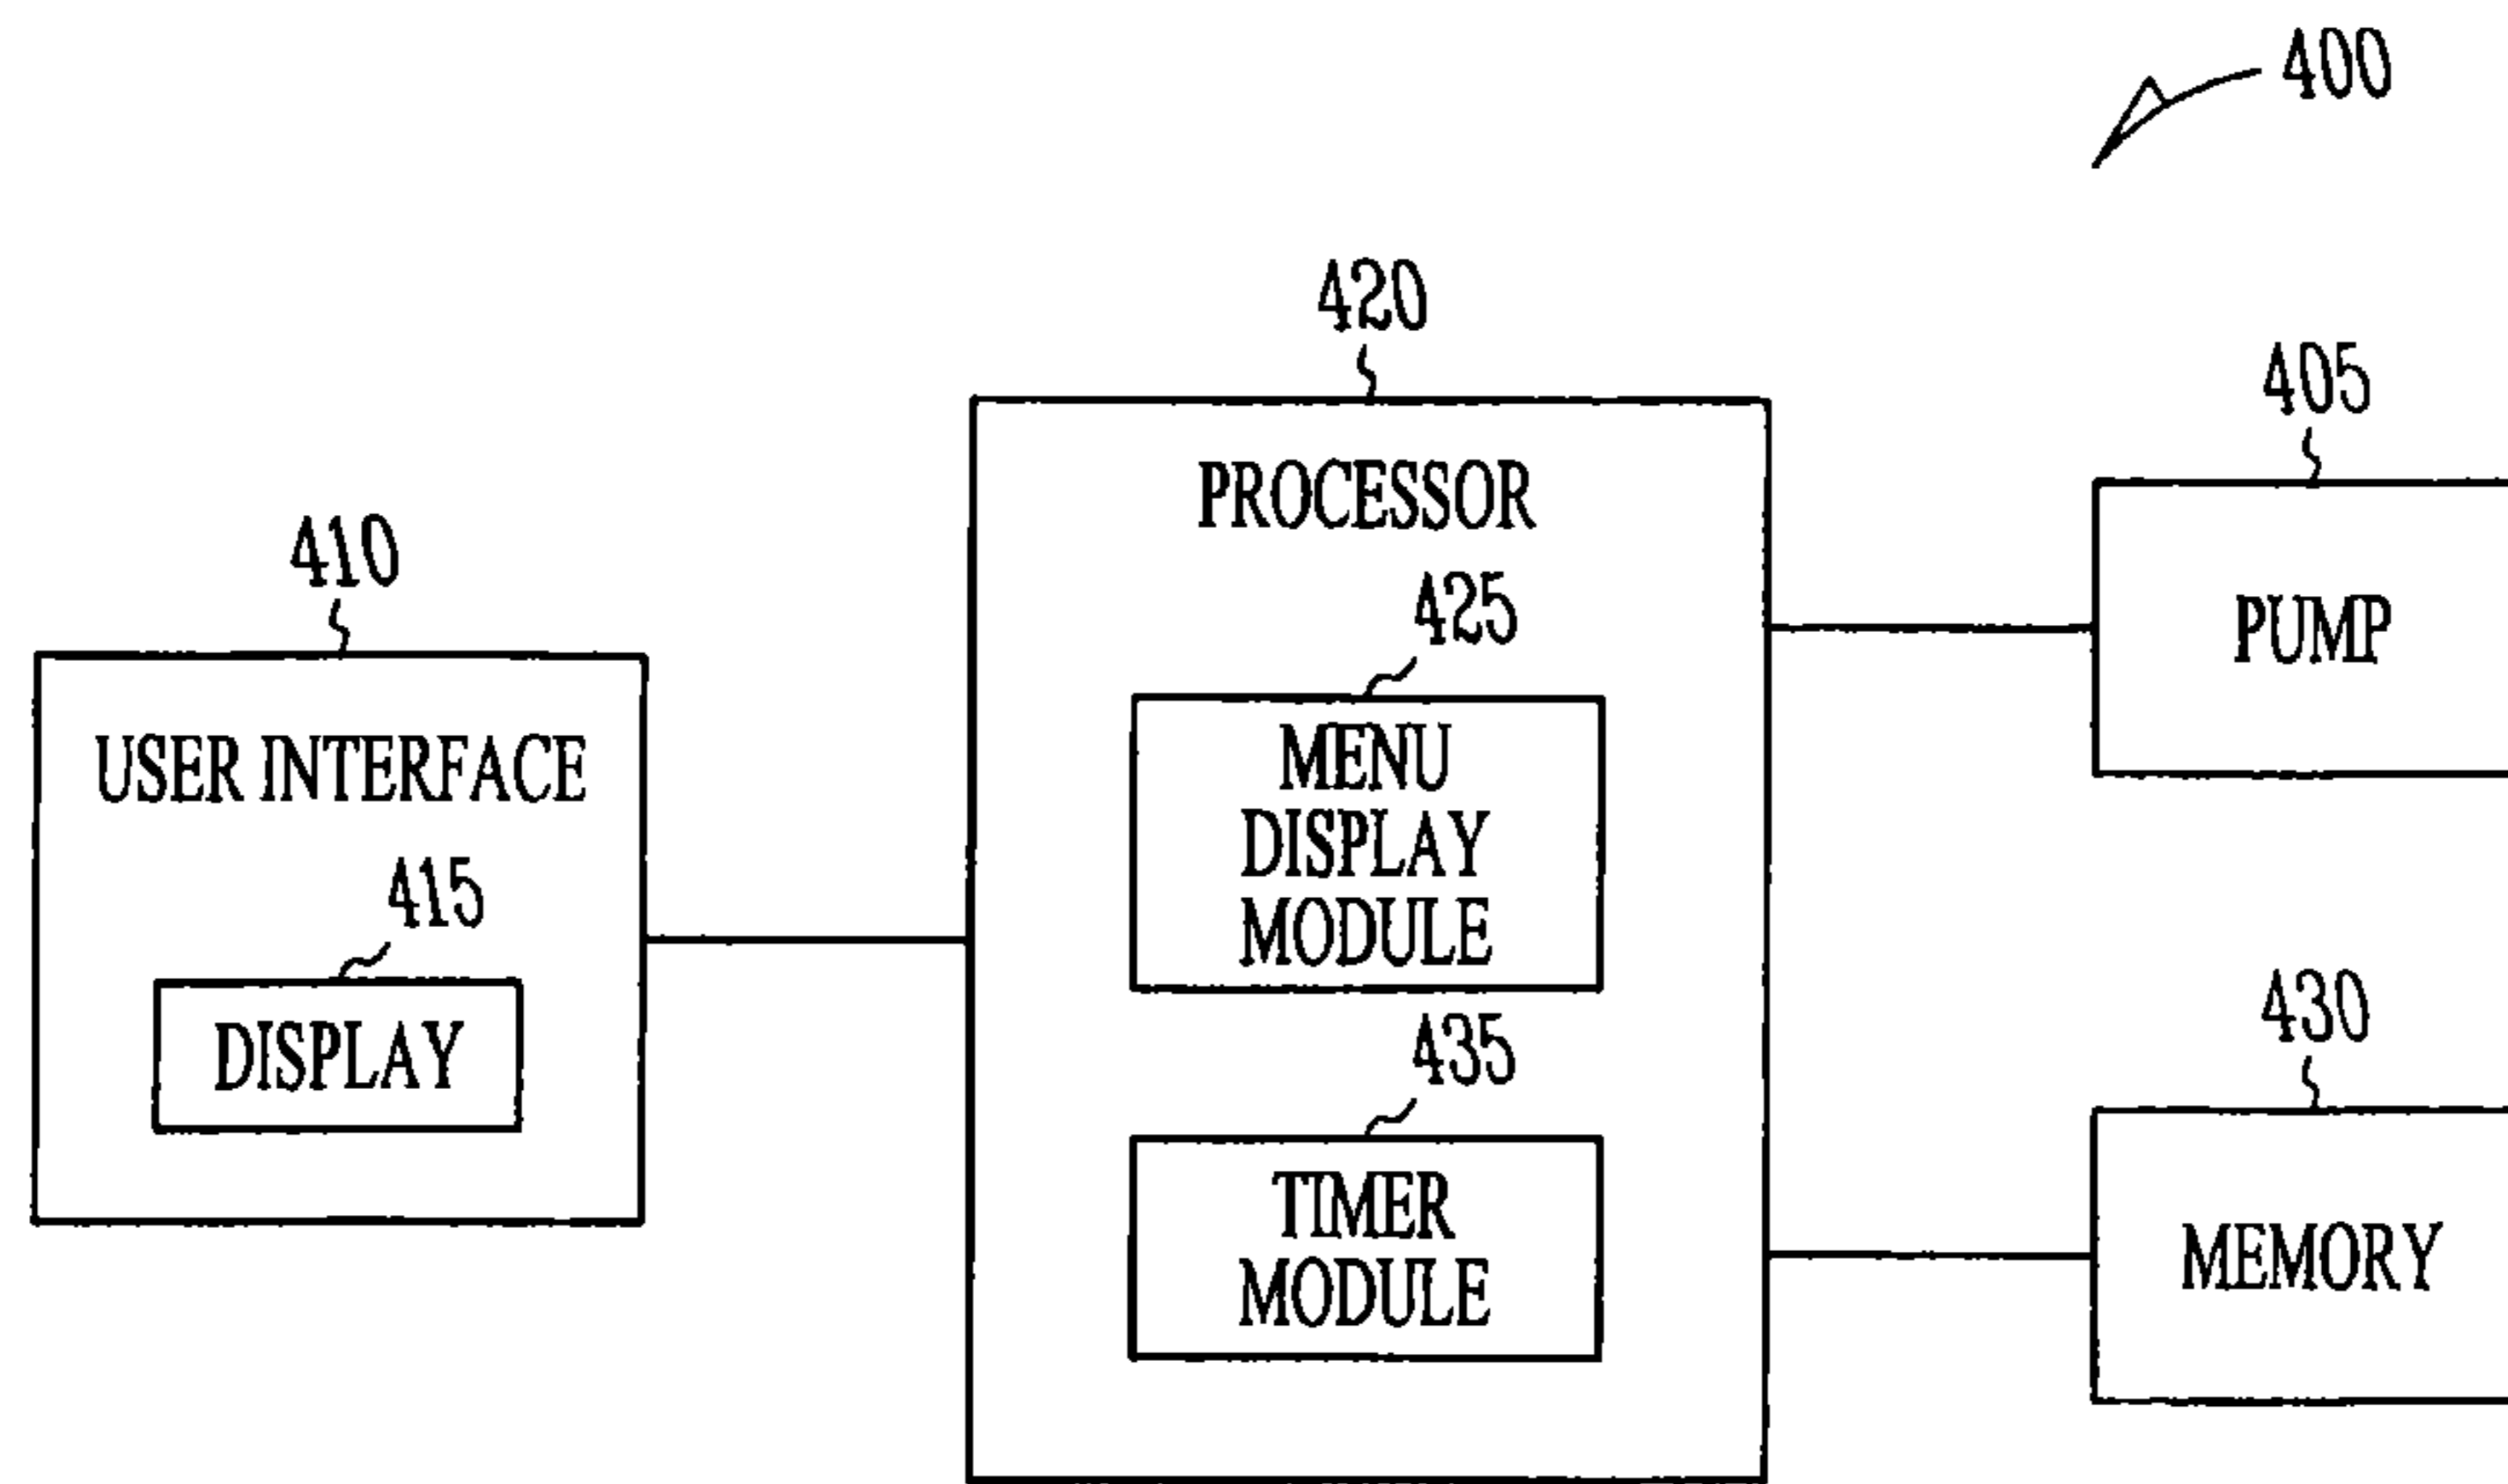 400
420
405
PROCESSOR
410
425
PUMP
USER INTERFACE
MENU
DISPLAY
MODULE
415
430
DISPLAY
435
TIMER
MODULE
MEMORY